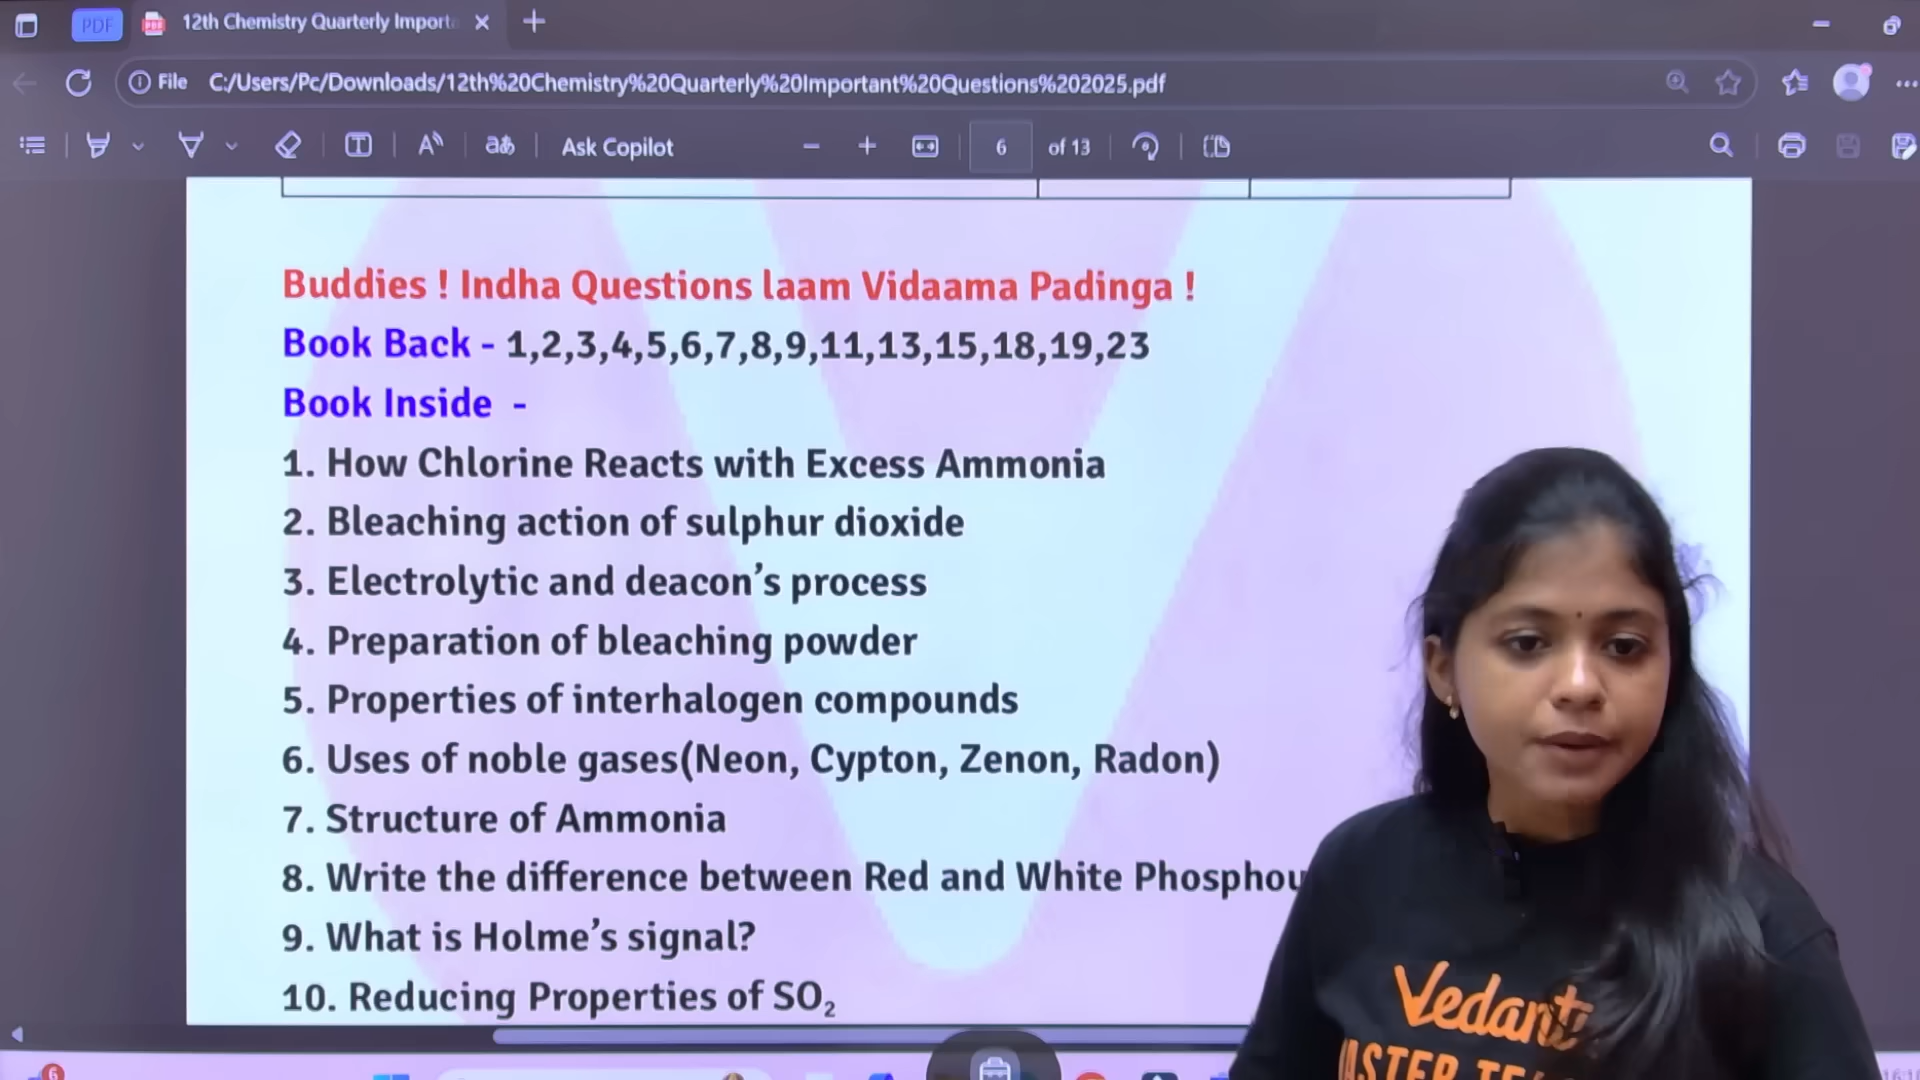 PDF
12th Chemistry Quarterly Import
File C:/Users/Pc/Downloads/12th%20Chemistry%20Quarterly%20Important%20Questions%202025.pdf
Ask Copilot
6 of 13
Buddies ! Indha Questions laam Vidaama Padinga !
Book Back - 1,2,3,4,5,6,7,8,9,11,13,15,18,19,23
Book Inside -
1. How Chlorine Reacts with Excess Ammonia
2. Bleaching action of sulphur dioxide
3. Electrolytic and deacon's process
4. Preparation of bleaching powder
5. Properties of interhalogen compounds
6. Uses of noble gases(Neon, Cypton, Zenon, Radon)
7. Structure of Ammonia
8. Write the difference between Red and White Phosphou
9. What is Holme's signal?
10. Reducing Properties of SO₂
Vedant
6